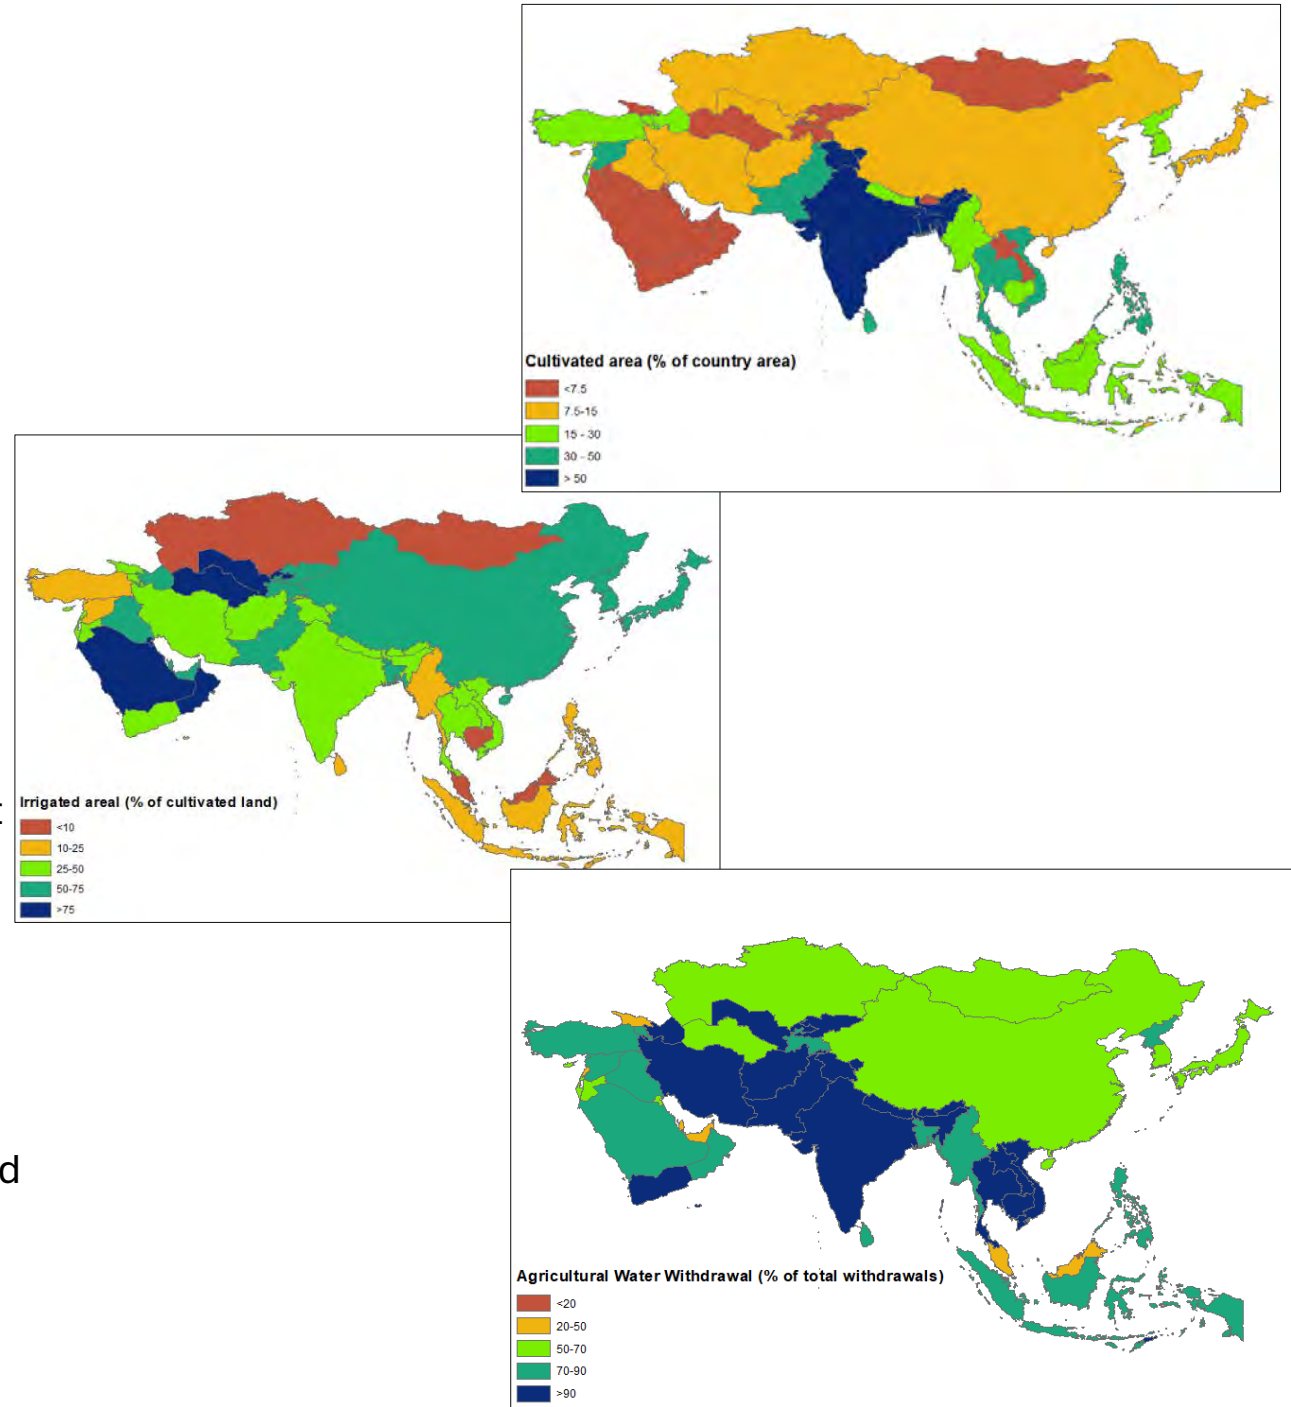 Cultivated area (% of country area)
<7.5
7.5-15
15 - 30
30 - 50
> 50
Irrigated areal (% of cultivated land)
<10
10-25
25-50
50-75
>75
d
Agricultural Water Withdrawal (% of total withdrawals)
<20
20-50
50-70
70-90
>90